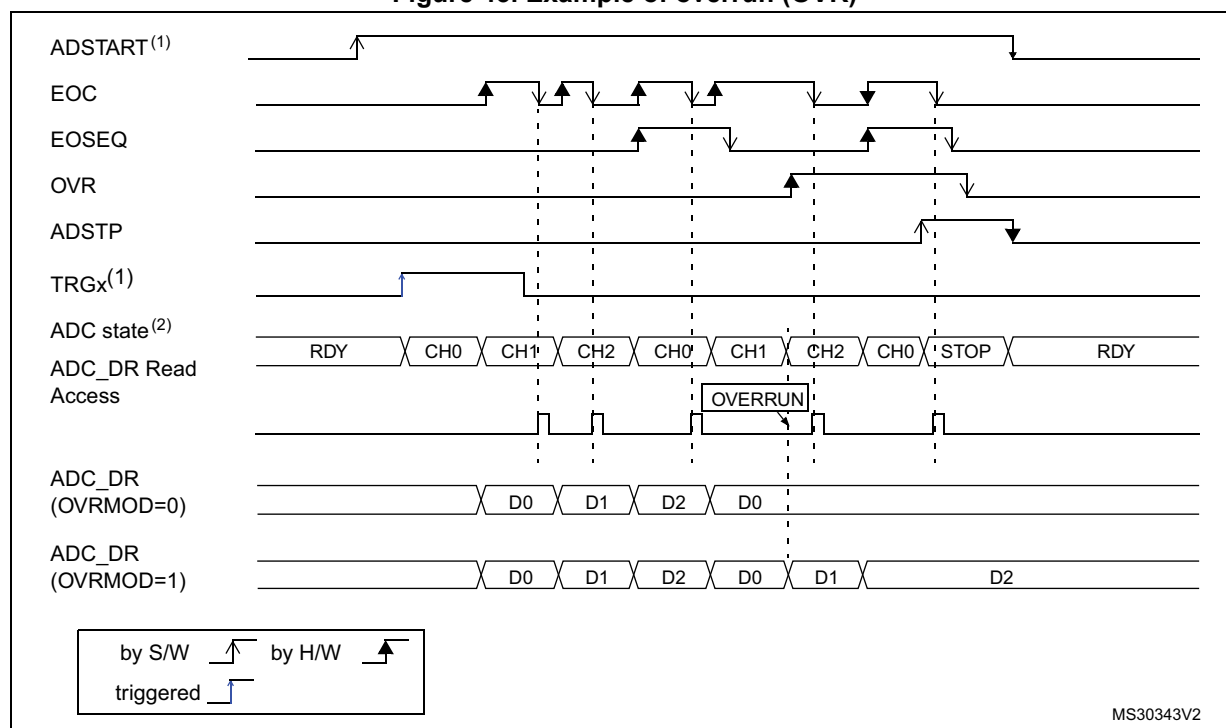 Figure 43. Example of overrun (OVR)
ADSTART(1)
EOC
EOSEQ
OVR
ADSTP
TRGx(1)
ADC state(2)
RDY CH0 CH1 CH2 CH0 CH1 CH2 CH0 STOP RDY
ADC_DR Read
Access
OVERRUN
ADC_DR
(OVRMOD=0)
D0 D1 D2 D0
ADC_DR
(OVRMOD=1)
D0 D1 D2 D0 D1 D2
by S/W by H/W
triggered
MS30343V2